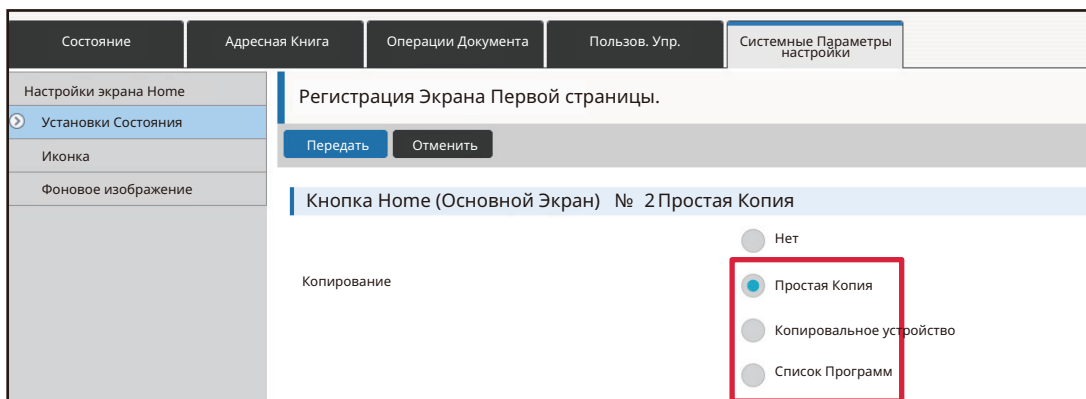 Состояние
Адресная Книга
Операции Документа
Пользов. Упр.
Системные Параметры
настройки
Настройки экрана Home
Установки Состояния
Иконка
Фоновое изображение
Регистрация Экрана Первой страницы.
Передать
Отменить
Кнопка Home (Основной Экран) № 2 Простая Копия
Нет
Копирование
Простая Копия
Копировальное устройство
Список Программ